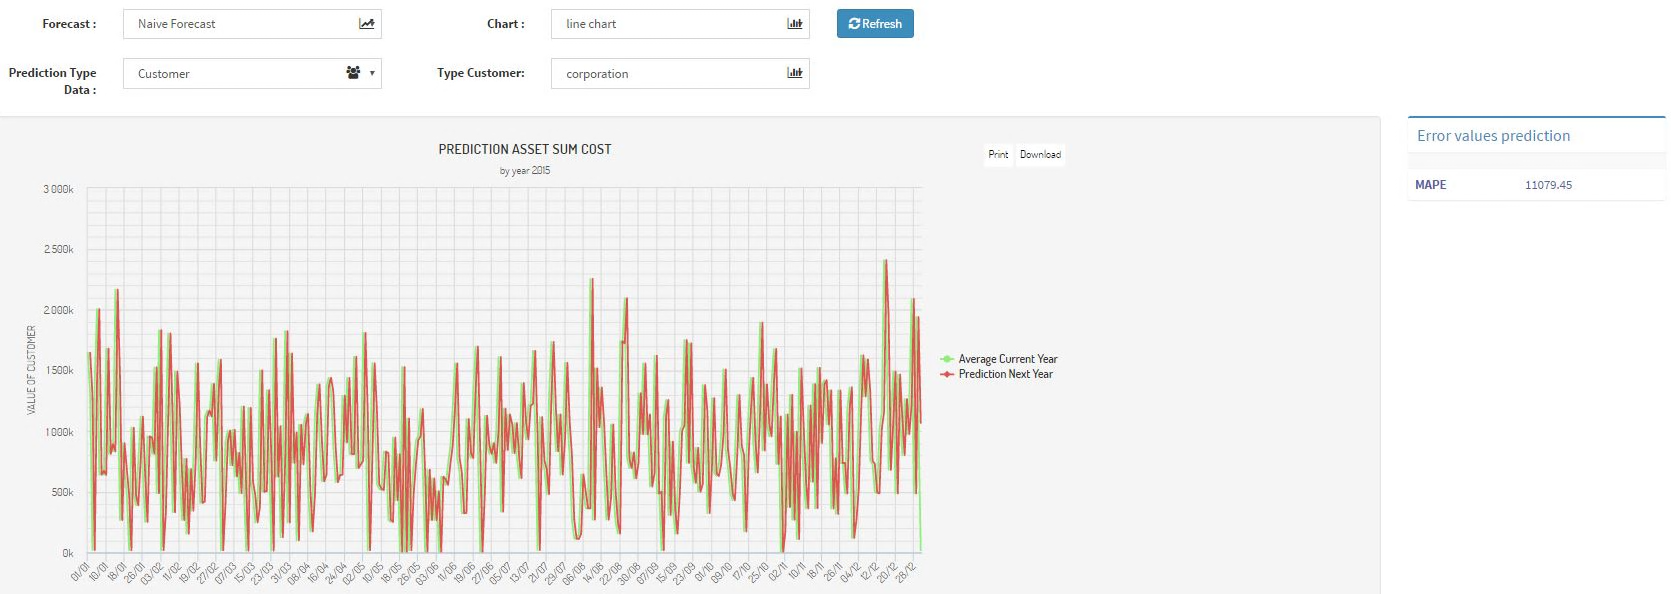 Forecast :
Naive Forecast
Chart :
line chart
Refresh
Prediction Type
Data :
Customer
Type Customer:
corporation
PREDICTION ASSET SUM COST
by year 2015
Print
Download
3 000k
2 500k
2 000k
1 500k
1 000k
500k
0k
VALUE OF CUSTOMER
01/01
10/01
18/01
26/01
03/02
11/02
19/02
27/02
07/03
15/03
23/03
31/03
08/04
16/04
24/04
02/05
10/05
18/05
26/05
03/06
11/06
19/06
27/06
05/07
13/07
21/07
29/07
06/08
14/08
22/08
30/08
07/09
15/09
23/09
01/10
09/10
17/10
25/10
02/11
10/11
18/11
26/11
04/12
12/12
20/12
28/12
Average Current Year
Prediction Next Year
Error values prediction
MAPE 11079.45